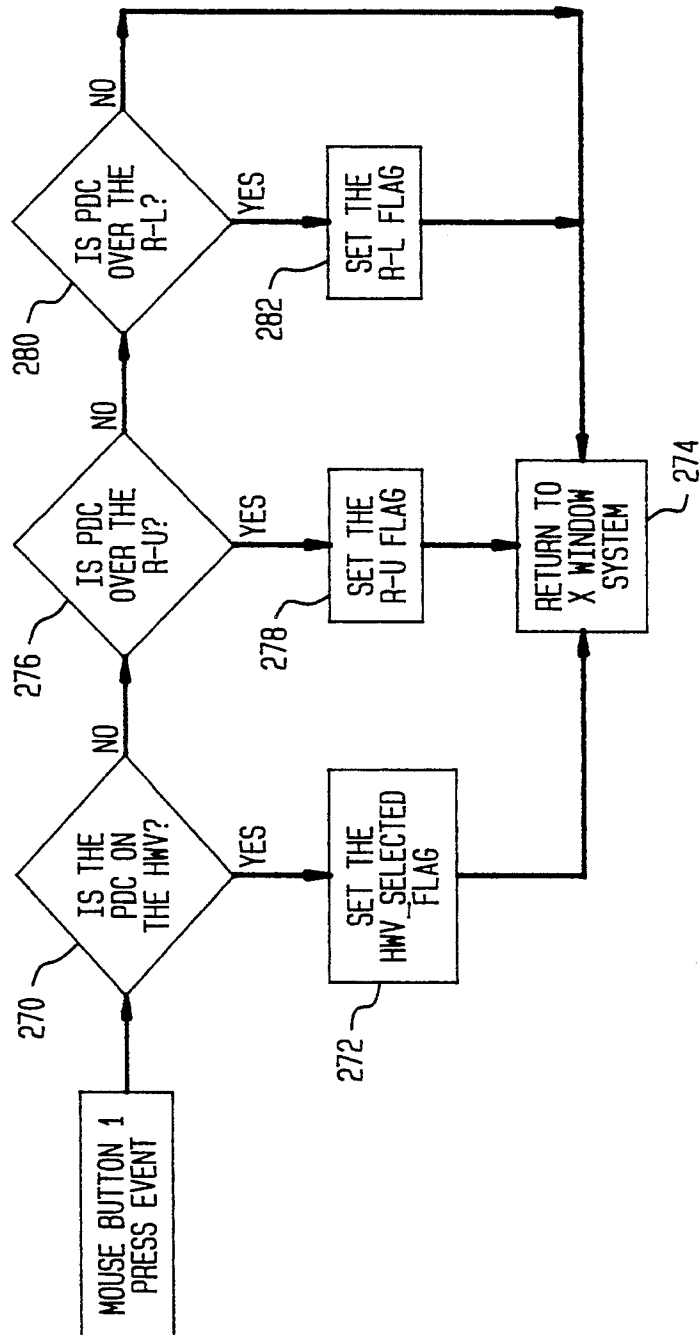 MOUSE BUTTON 1
PRESS EVENT
270
IS THE
PDC ON
THE HWV?
NO
YES
272
SET THE
HWV_SELECTED
FLAG
276
IS PDC
OVER THE
R-U?
NO
YES
278
SET THE
R-U FLAG
280
IS PDC
OVER THE
R-L?
NO
YES
282
SET THE
R-L FLAG
RETURN TO
X WINDOW
SYSTEM
274